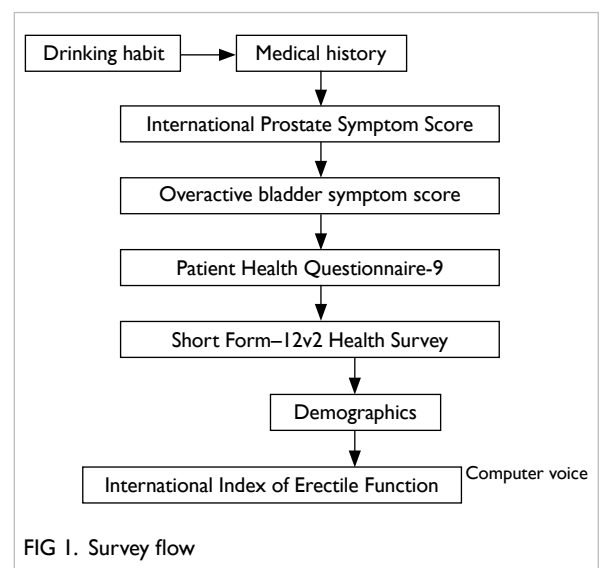 Drinking habit
Medical history
International Prostate Symptom Score
Overactive bladder symptom score
Patient Health Questionnaire-9
Short Form–12v2 Health Survey
Demographics
International Index of Erectile Function
Computer voice
FIG 1. Survey flow